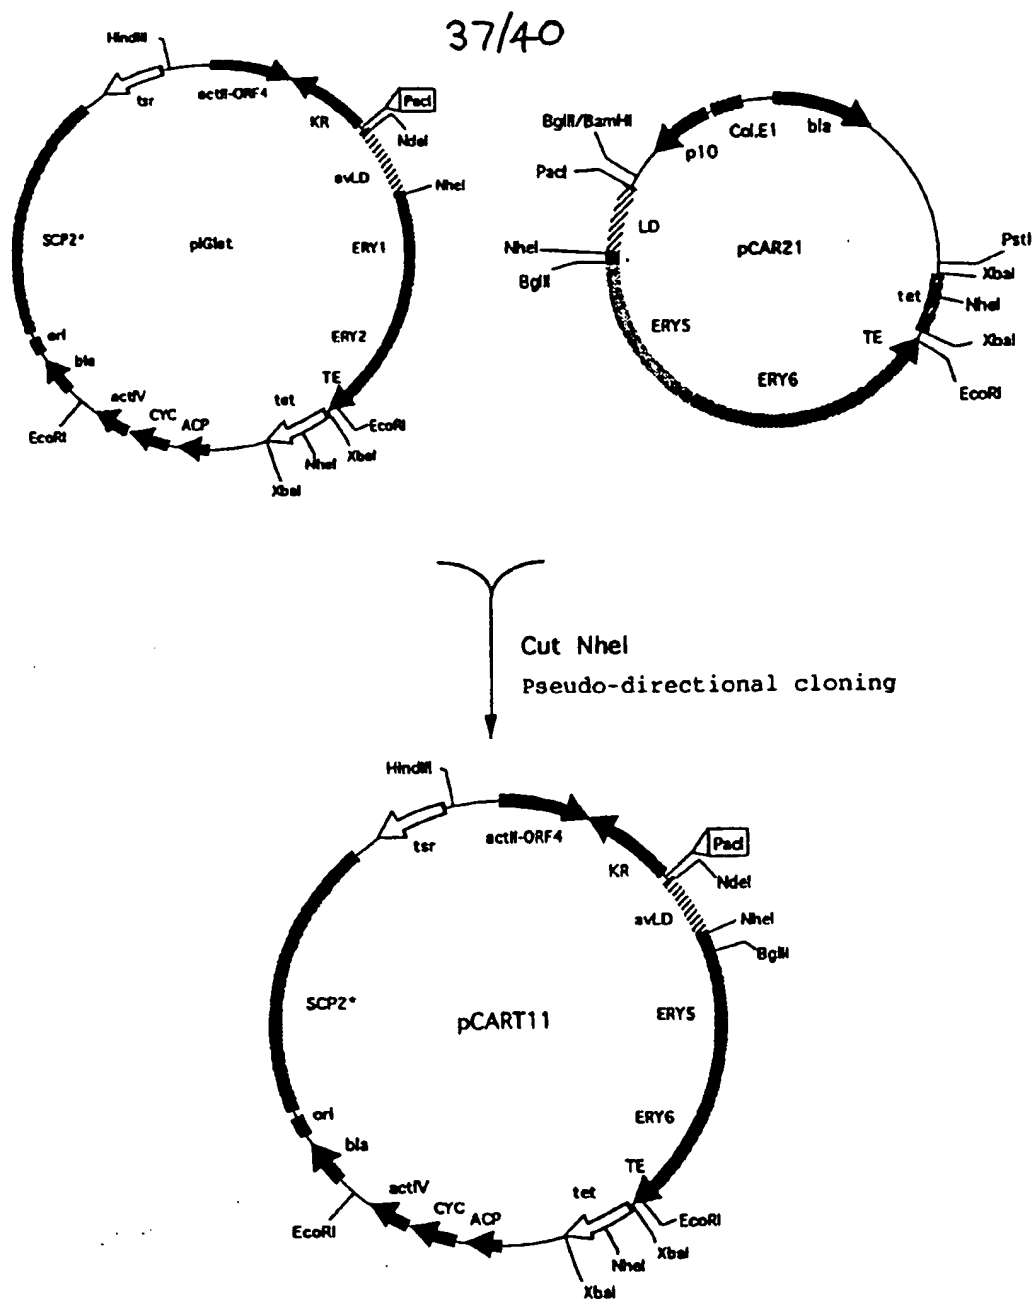 37/40
HindIII
tsr
actII-ORF4
KR
PacI
NdeI
avLD
NheI
SCP2*
pIGlet
ERY1
ERY2
TE
tet
EcoRI
XbaI
NheI
XbaI
ACP
CYC
actIV
EcoRI
bla
ori
BglII/BamHI
p10
Col.E1
bla
PacI
LD
NheI
BglII
pCARZ1
PstI
XbaI
tet
NheI
TE
XbaI
EcoRI
ERY5
ERY6
Cut NheI
Pseudo-directional cloning
HindIII
tsr
actII-ORF4
KR
PacI
NdeI
avLD
NheI
BglII
SCP2*
pCART11
ERY5
ERY6
ori
bla
TE
actIV
tet
CYC
ACP
EcoRI
EcoRI
XbaI
NheI
XbaI